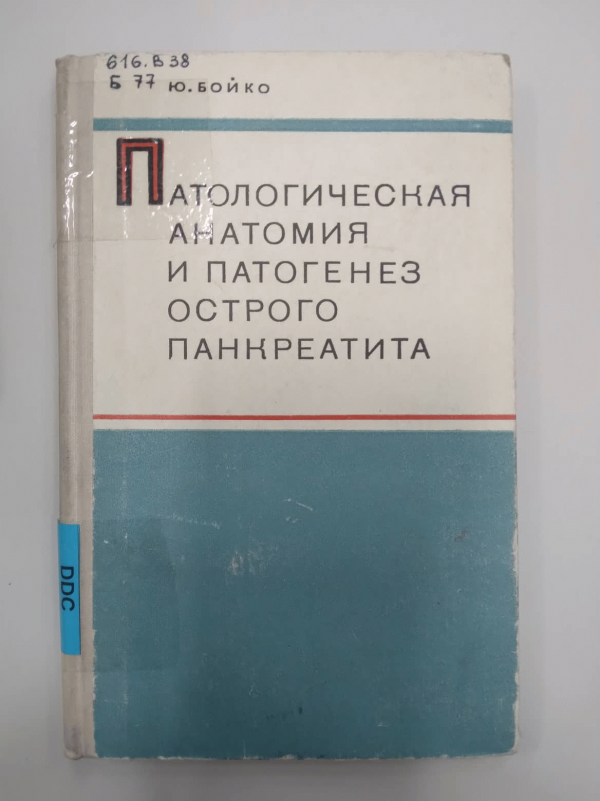 616.В38
Б 77
Ю.БОЙКО
ПАТОЛОГИЧЕСКАЯ
АНАТОМИЯ
И ПАТОГЕНЕЗ
ОСТРОГО
ПАНКРЕАТИТА
DDC